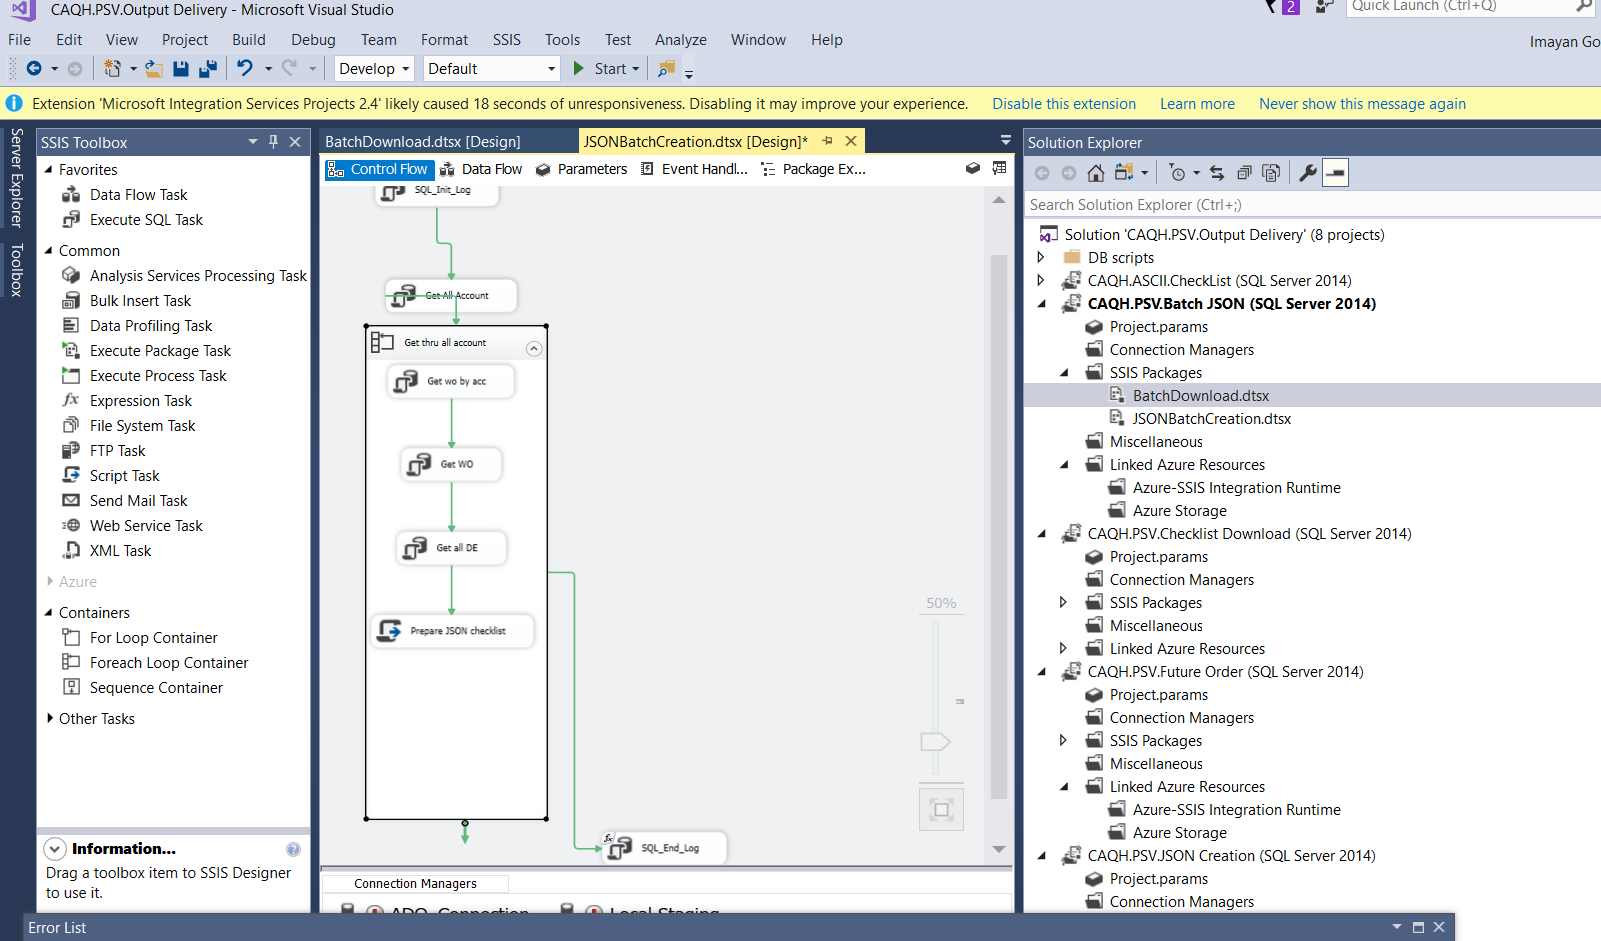 CAQH.PSV.Output Delivery - Microsoft Visual Studio
2
Quick Launch (Ctrl+Q)
File Edit View Project Build Debug Team Format SSIS Tools Test Analyze Window Help
Imayan Go
Develop Default Start
Extension 'Microsoft Integration Services Projects 2.4' likely caused 18 seconds of unresponsiveness. Disabling it may improve your experience. Disable this extension Learn more Never show this message again
Server Explorer
Toolbox
SSIS Toolbox
Favorites
Data Flow Task
Execute SQL Task
Common
Analysis Services Processing Task
Bulk Insert Task
Data Profiling Task
Execute Package Task
Execute Process Task
fx Expression Task
File System Task
FTP Task
Script Task
Send Mail Task
Web Service Task
XML Task
Azure
Containers
For Loop Container
Foreach Loop Container
Sequence Container
Other Tasks
Information...
Drag a toolbox item to SSIS Designer
to use it.
BatchDownload.dtsx [Design]
JSONBatchCreation.dtsx [Design]*
Control Flow Data Flow Parameters Event Handl... Package Ex...
SQL_Init_Log
Get All Account
Get thru all account
Get wo by acc
Get WO
Get all DE
Prepare JSON checklist
50%
fx
SQL_End_Log
Connection Managers
ADO_Connection Local Staging
Solution Explorer
Search Solution Explorer (Ctrl+;)
Solution 'CAQH.PSV.Output Delivery' (8 projects)
DB scripts
CAQH.ASCII.CheckList (SQL Server 2014)
CAQH.PSV.Batch JSON (SQL Server 2014)
Project.params
Connection Managers
SSIS Packages
BatchDownload.dtsx
JSONBatchCreation.dtsx
Miscellaneous
Linked Azure Resources
Azure-SSIS Integration Runtime
Azure Storage
CAQH.PSV.Checklist Download (SQL Server 2014)
Project.params
Connection Managers
SSIS Packages
Miscellaneous
Linked Azure Resources
CAQH.PSV.Future Order (SQL Server 2014)
Project.params
Connection Managers
SSIS Packages
Miscellaneous
Linked Azure Resources
Azure-SSIS Integration Runtime
Azure Storage
CAQH.PSV.JSON Creation (SQL Server 2014)
Project.params
Connection Managers
Error List